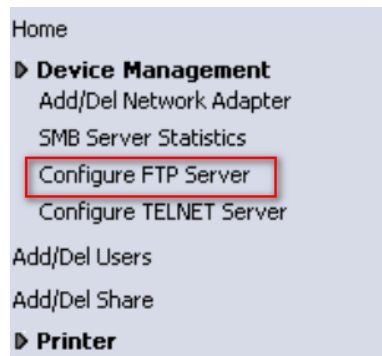 Home
Device Management
Add/Del Network Adapter
SMB Server Statistics
Configure FTP Server
Configure TELNET Server
Add/Del Users
Add/Del Share
Printer